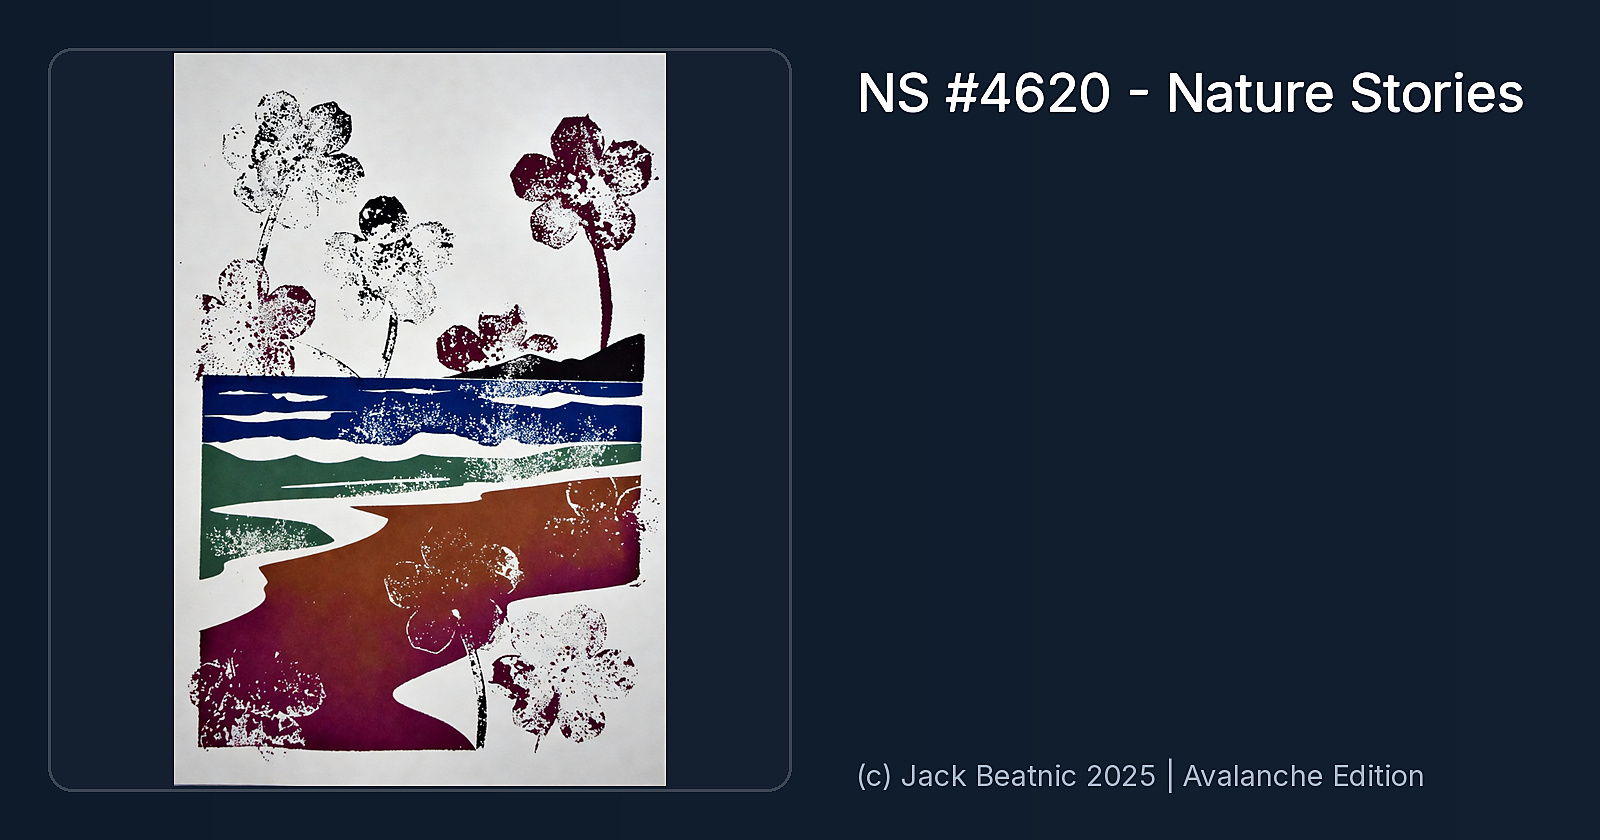 NS #4620 - Nature Stories
(c) Jack Beatnic 2025 | Avalanche Edition